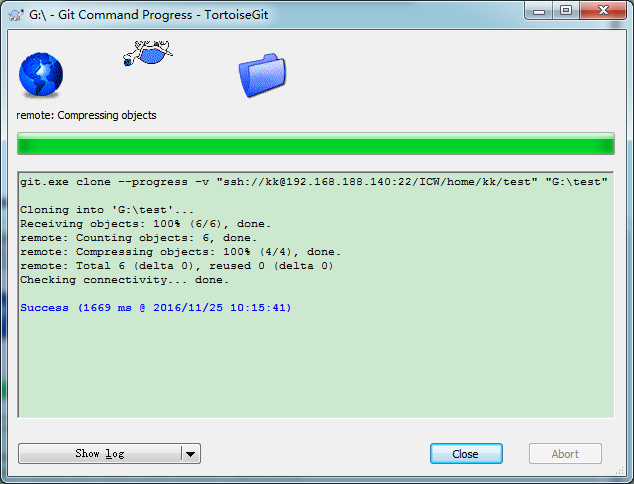 G:\ - Git Command Progress - TortoiseGit
remote: Compressing objects
git.exe clone --progress -v "ssh://kk@192.168.188.140:22/ICW/home/kk/test" "G:\test"
Cloning into 'G:\test'...
Receiving objects: 100% (6/6), done.
remote: Counting objects: 6, done.
remote: Compressing objects: 100% (4/4), done.
remote: Total 6 (delta 0), reused 0 (delta 0)
Checking connectivity... done.
Success (1669 ms @ 2016/11/25 10:15:41)
Show log
Close
Abort